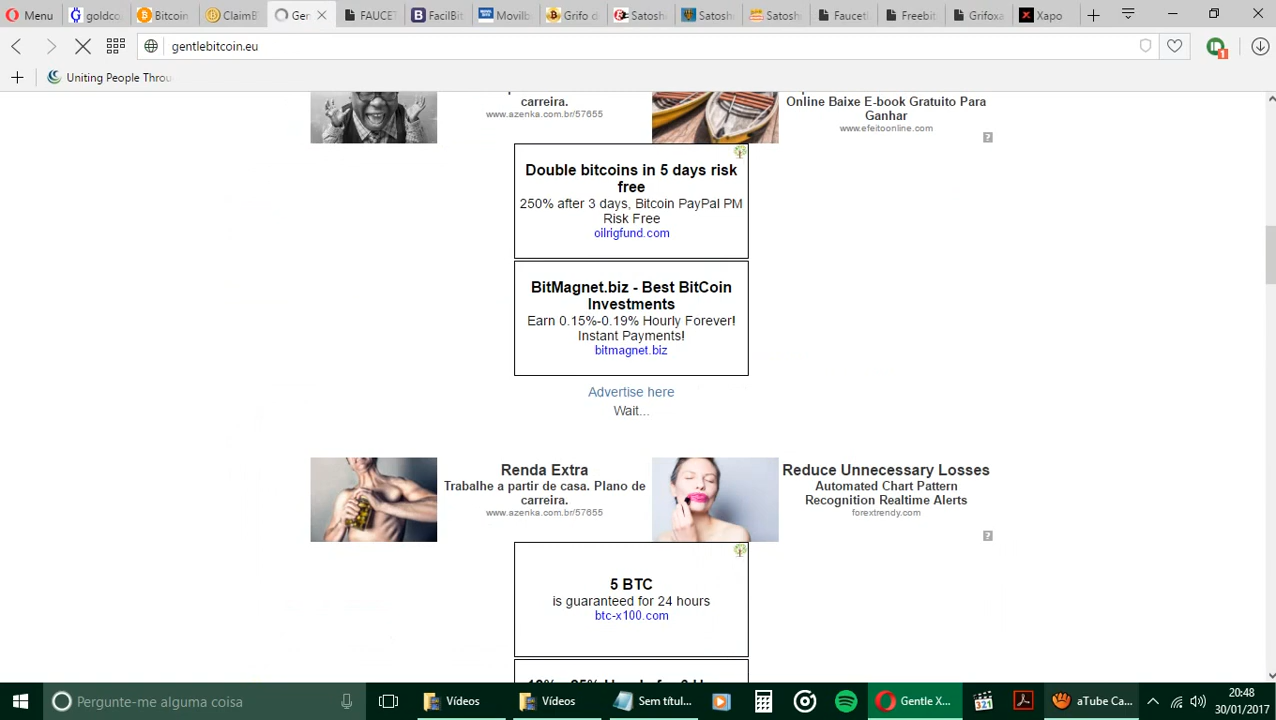 Menu
goldco
Bitcoin
ClaimB
Gen
FAUCET
FacilBit
Movilb
Grifo x
Satosh
Satosh
Satosh
Fauceti
Freebit
Grifoxa
Xapo
gentlebitcoin.eu
1
Uniting People Throu
carreira.
www.azenka.com.br/57655
Online Baixe E-book Gratuito Para
Ganhar
www.efeitoonline.com
?
Double bitcoins in 5 days risk
free
250% after 3 days, Bitcoin PayPal PM
Risk Free
oilrigfund.com
BitMagnet.biz - Best BitCoin
Investments
Earn 0.15%-0.19% Hourly Forever!
Instant Payments!
bitmagnet.biz
Advertise here
Wait...
Renda Extra
Trabalhe a partir de casa. Plano de
carreira.
www.azenka.com.br/57655
Reduce Unnecessary Losses
Automated Chart Pattern
Recognition Realtime Alerts
forextrendy.com
?
5 BTC
is guaranteed for 24 hours
btc-x100.com
Pergunte-me alguma coisa
Vídeos
Vídeos
Sem títul...
Gentle X...
321
aTube Ca...
20:48
30/01/2017